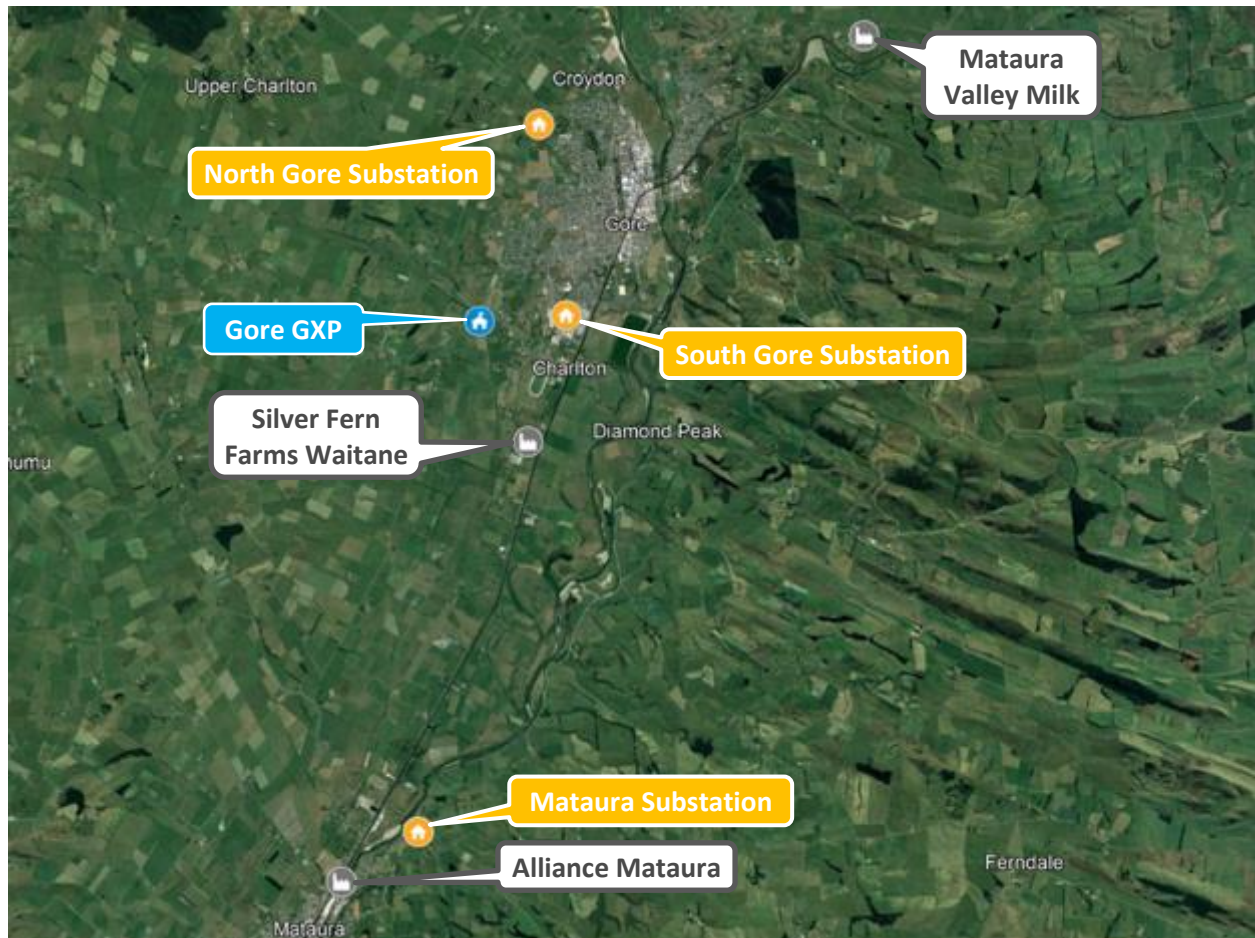 Mataura
Valley Milk
Croydon
Upper Charlton
North Gore Substation
Gore
Gore GXP
South Gore Substation
Charlton
Silver Fern
Farms Waitane
Diamond Peak
numu
Mataura Substation
Alliance Mataura
Ferndale
Mataura